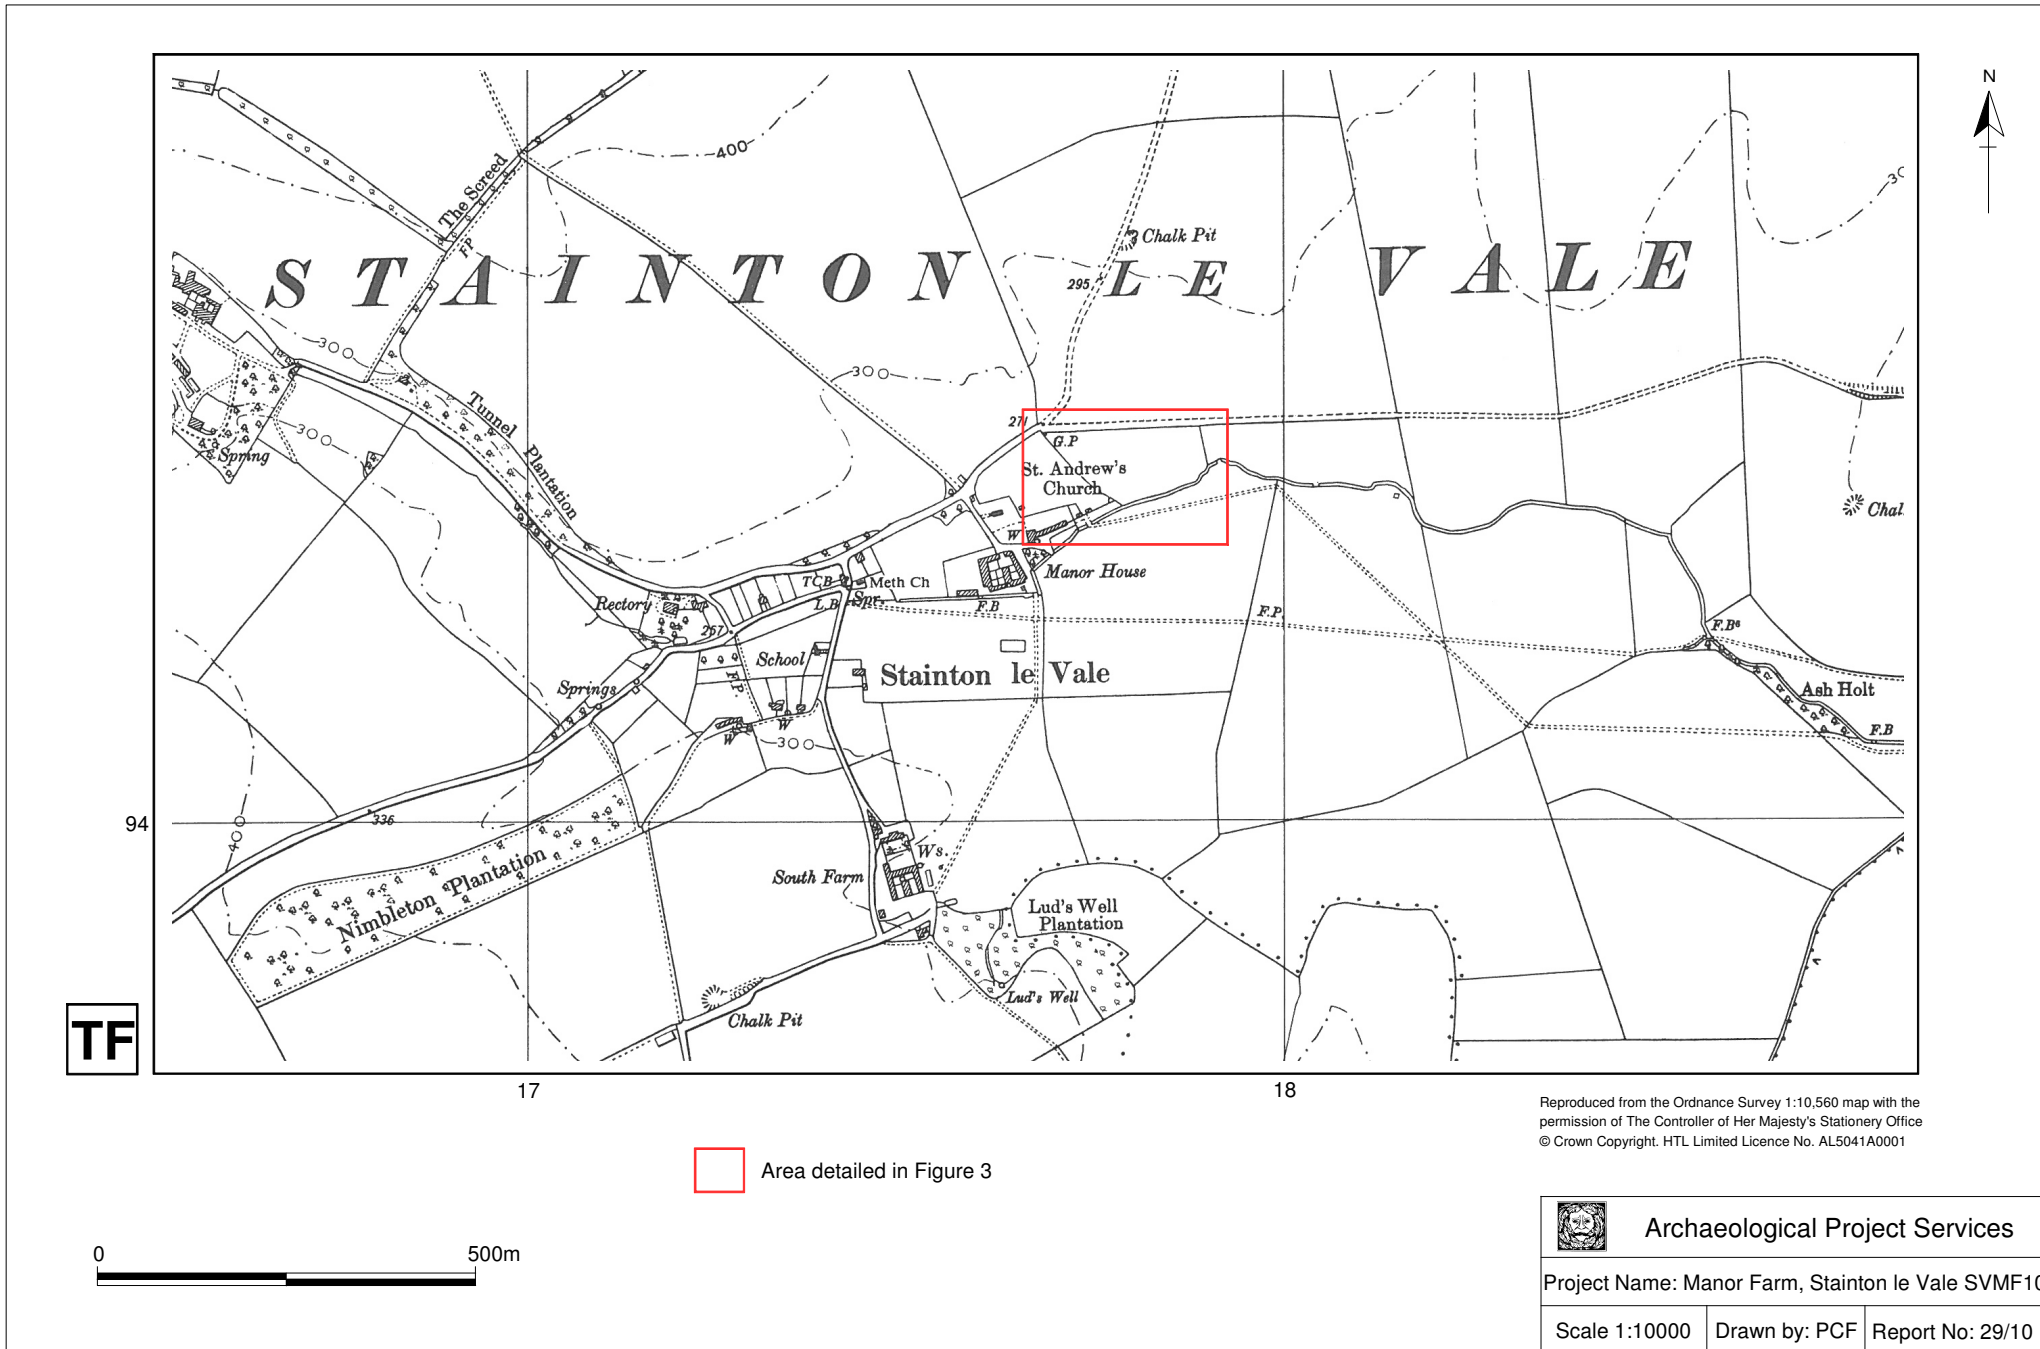 N
400
The Screed
F.P
STAINTON LE VALE
Chalk Pit
295
30
300
300
300
Tunnel Plantation
Spring
271
G.P
St. Andrew's
Church
Chal
W
Manor House
TCB
Meth Ch
L.B
Spr.
F.B
Rectory
257
F.P.
F.Bs
School
F.P.
Stainton le Vale
Springs
Ash Holt
W
W
300
F.B
94
336
400
Nimbleton Plantation
Ws.
South Farm
Lud's Well
Plantation
Lud's Well
Chalk Pit
TF
17
18
Reproduced from the Ordnance Survey 1:10,560 map with the
permission of The Controller of Her Majesty's Stationery Office
© Crown Copyright. HTL Limited Licence No. AL5041A0001
Area detailed in Figure 3
0 500m
Archaeological Project Services
Project Name: Manor Farm, Stainton le Vale SVMF10
Scale 1:10000
Drawn by: PCF
Report No: 29/10